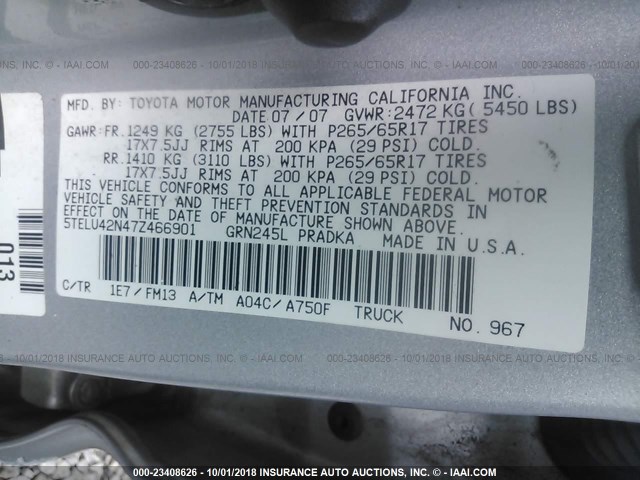 MFD. BY: TOYOTA MOTOR MANUFACTURING CALIFORNIA INC.
DATE 07/07 GVWR: 2472 KG( 5450 LBS)
GAWR: FR. 1249 KG (2755 LBS) WITH P265/65R17 TIRES
17X7.5JJ RIMS AT 200 KPA (29 PSI) COLD.
RR. 1410 KG (3110 LBS) WITH P265/65R17 TIRES
17X7.5JJ RIMS AT 200 KPA (29 PSI) COLD.
THIS VEHICLE CONFORMS TO ALL APPLICABLE FEDERAL MOTOR
VEHICLE SAFETY AND THEFT PREVENTION STANDARDS IN
EFFECT ON THE DATE OF MANUFACTURE SHOWN ABOVE.
5TELU42N47Z466901 GRN245L PRADKA MADE IN U.S.A.
C/TR 1E7/FM13 A/TM A04C/A750F TRUCK NO. 967
013
000-23408626 - 10/01/2018 INSURANCE AUTO AUCTIONS, INC. - © IAAI.COM